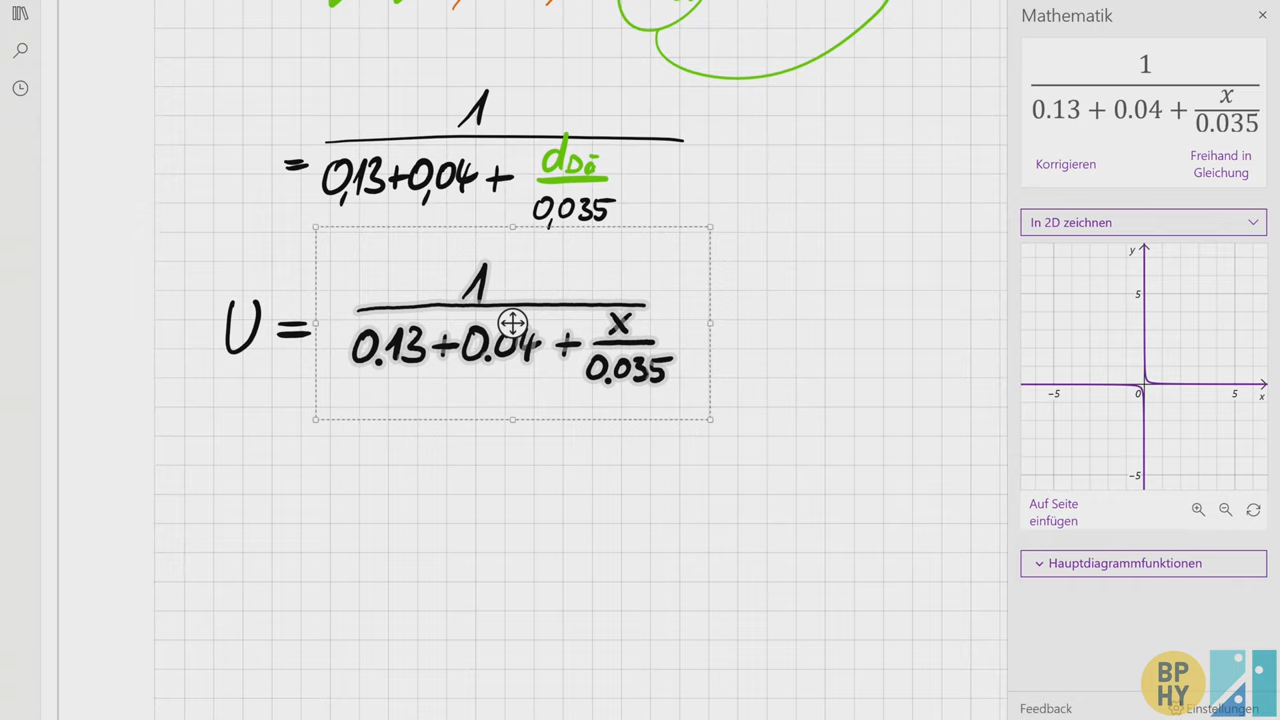 Mathematik
1
0.13 + 0.04 + x
0.035
Korrigieren
Freihand in
Gleichung
In 2D zeichnen
y
5
-5
0
5
x
-5
Auf Seite
einfügen
Hauptdiagrammfunktionen
Feedback
Einstellungen
BP
HY
1
= 0,13+0,04 + dDö
0,035
U = 1
0.13+0.04 + x
0.035